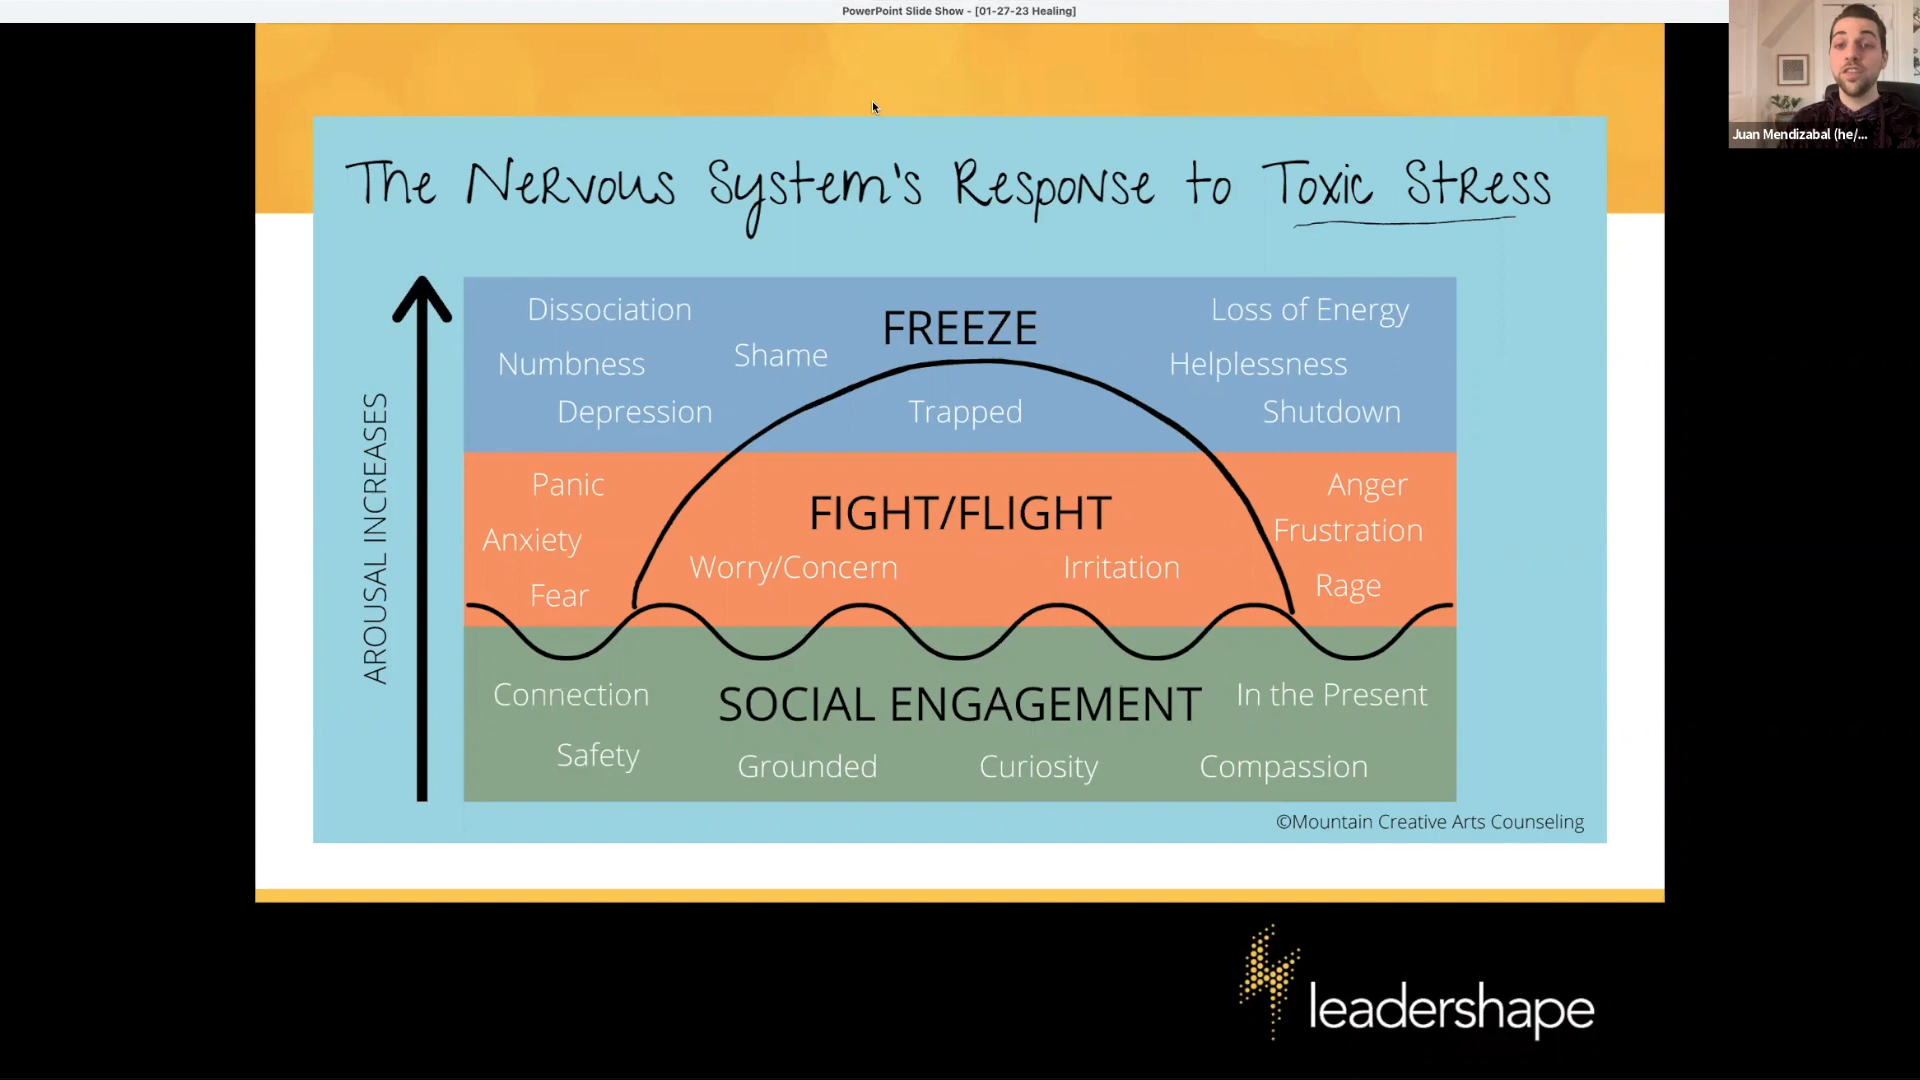 PowerPoint Slide Show - [01-27-23 Healing]
Juan Mendizabal (he/...
The Nervous System's Response to Toxic Stress
AROUSAL INCREASES
FREEZE
Dissociation
Loss of Energy
Numbness
Shame
Helplessness
Depression
Trapped
Shutdown
FIGHT/FLIGHT
Panic
Anger
Anxiety
Frustration
Worry/Concern
Irritation
Fear
Rage
SOCIAL ENGAGEMENT
Connection
In the Present
Safety
Grounded
Curiosity
Compassion
©Mountain Creative Arts Counseling
leadershape